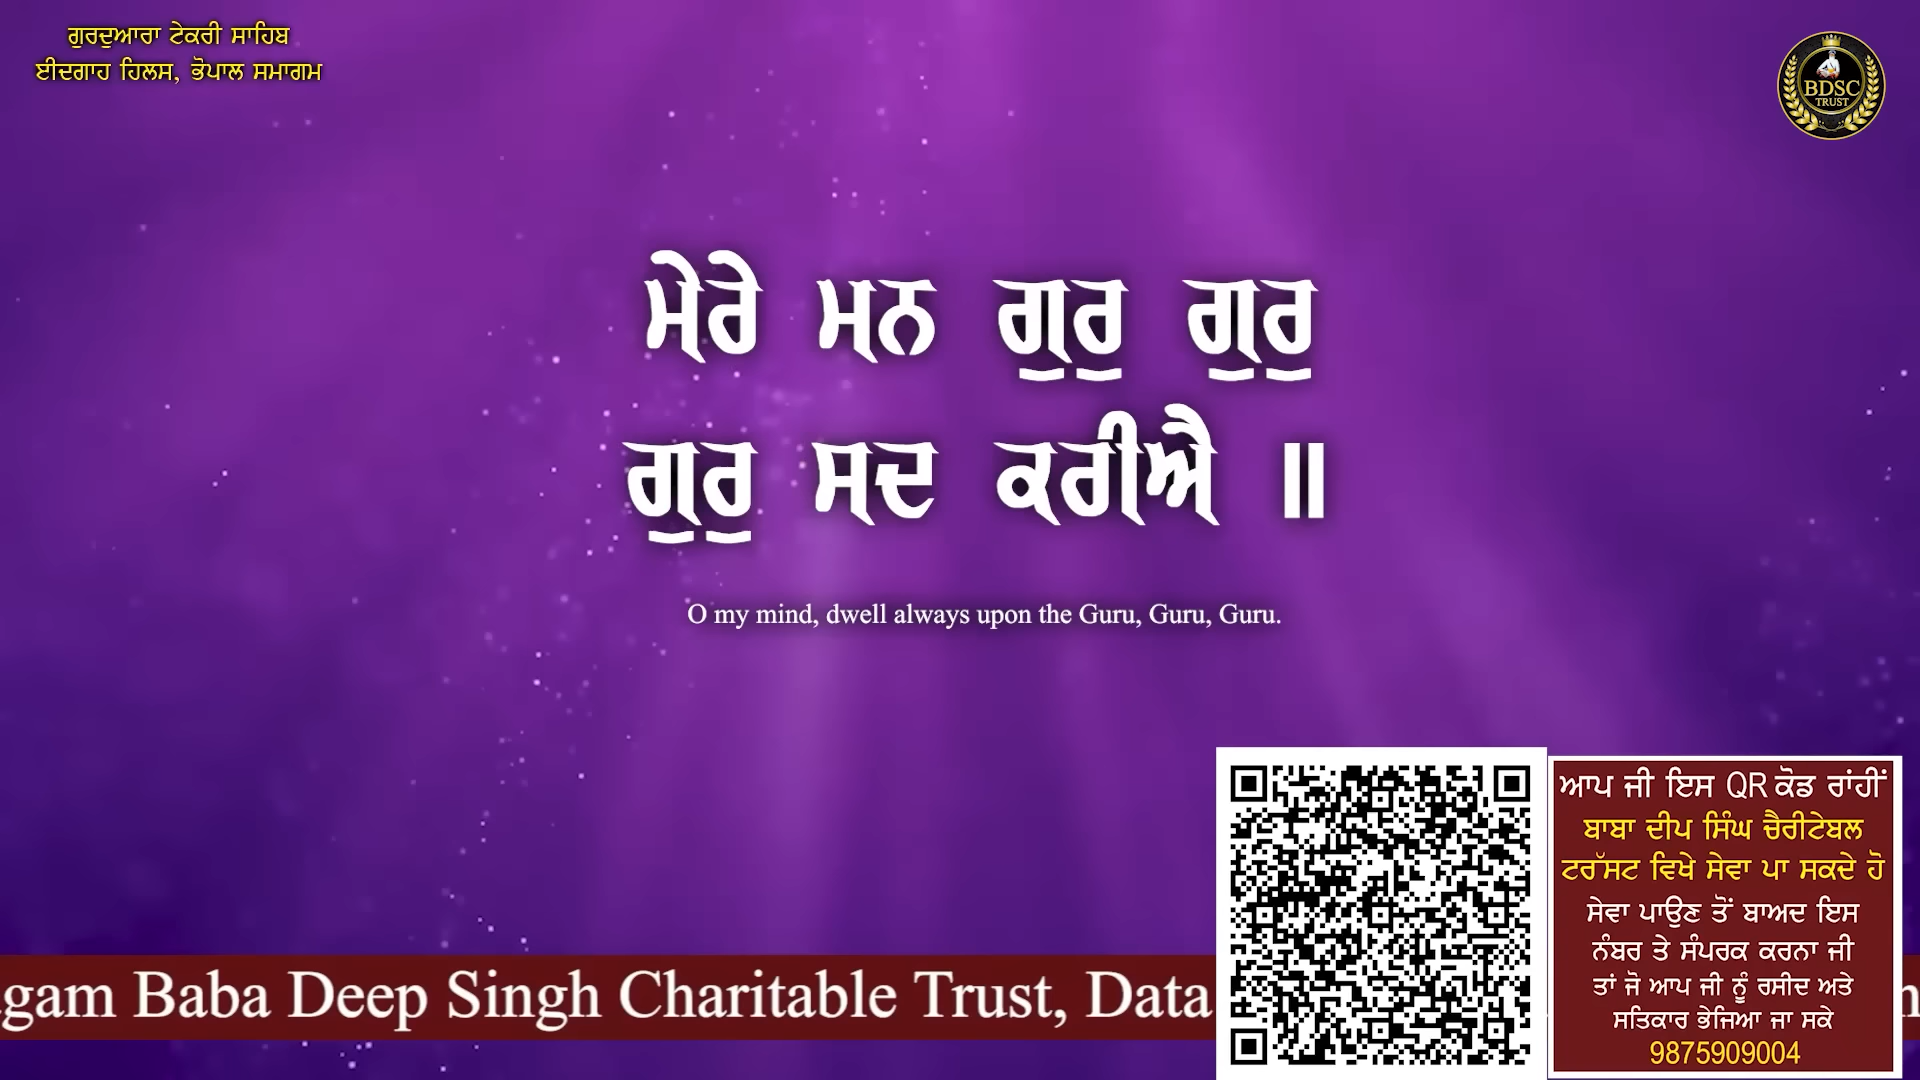 ਗੁਰਦੁਆਰਾ ਟੇਕਰੀ ਸਾਹਿਬ
ਈਦਗਾਹ ਹਿਲਸ, ਭੋਪਾਲ ਸਮਾਗਮ
BDSC
TRUST
ਮੇਰੇ ਮਨ ਗੁਰੁ ਗੁਰੁ
ਗੁਰੁ ਸਦ ਕਰੀਐ ॥
O my mind, dwell always upon the Guru, Guru, Guru.
ਆਪ ਜੀ ਇਸ QR ਕੋਡ ਰਾਂਹੀਂ
ਬਾਬਾ ਦੀਪ ਸਿੰਘ ਚੈਰੀਟੇਬਲ
ਟਰੱਸਟ ਵਿਖੇ ਸੇਵਾ ਪਾ ਸਕਦੇ ਹੋ
ਸੇਵਾ ਪਾਉਣ ਤੋਂ ਬਾਅਦ ਇਸ
ਨੰਬਰ ਤੇ ਸੰਪਰਕ ਕਰਨਾ ਜੀ
ਤਾਂ ਜੋ ਆਪ ਜੀ ਨੂੰ ਰਸੀਦ ਅਤੇ
ਸਤਿਕਾਰ ਭੇਜਿਆ ਜਾ ਸਕੇ
9875909004
gam Baba Deep Singh Charitable Trust, Data